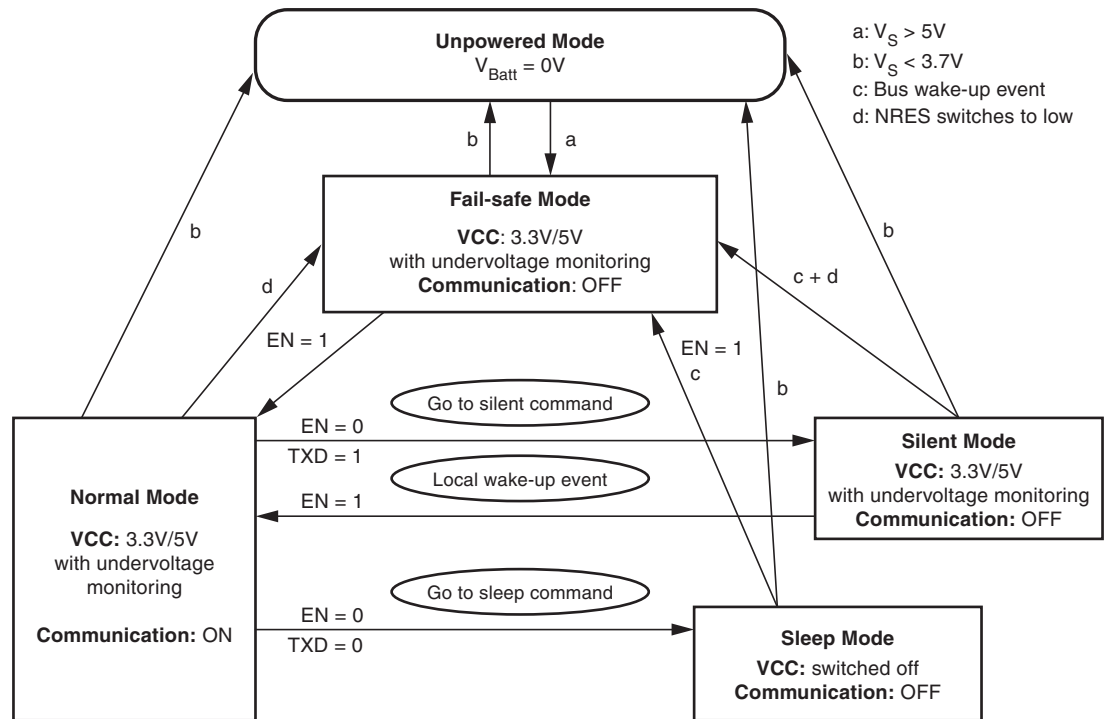 Unpowered Mode
V_Batt = 0V
a: V_S > 5V
b: V_S < 3.7V
c: Bus wake-up event
d: NRES switches to low
b
a
Fail-safe Mode
VCC: 3.3V/5V
with undervoltage monitoring
Communication: OFF
b
b
d
c + d
EN = 1
EN = 1
c
b
Go to silent command
EN = 0
TXD = 1
Local wake-up event
EN = 1
Silent Mode
VCC: 3.3V/5V
with undervoltage monitoring
Communication: OFF
Normal Mode
VCC: 3.3V/5V
with undervoltage
monitoring
Communication: ON
Go to sleep command
EN = 0
TXD = 0
Sleep Mode
VCC: switched off
Communication: OFF